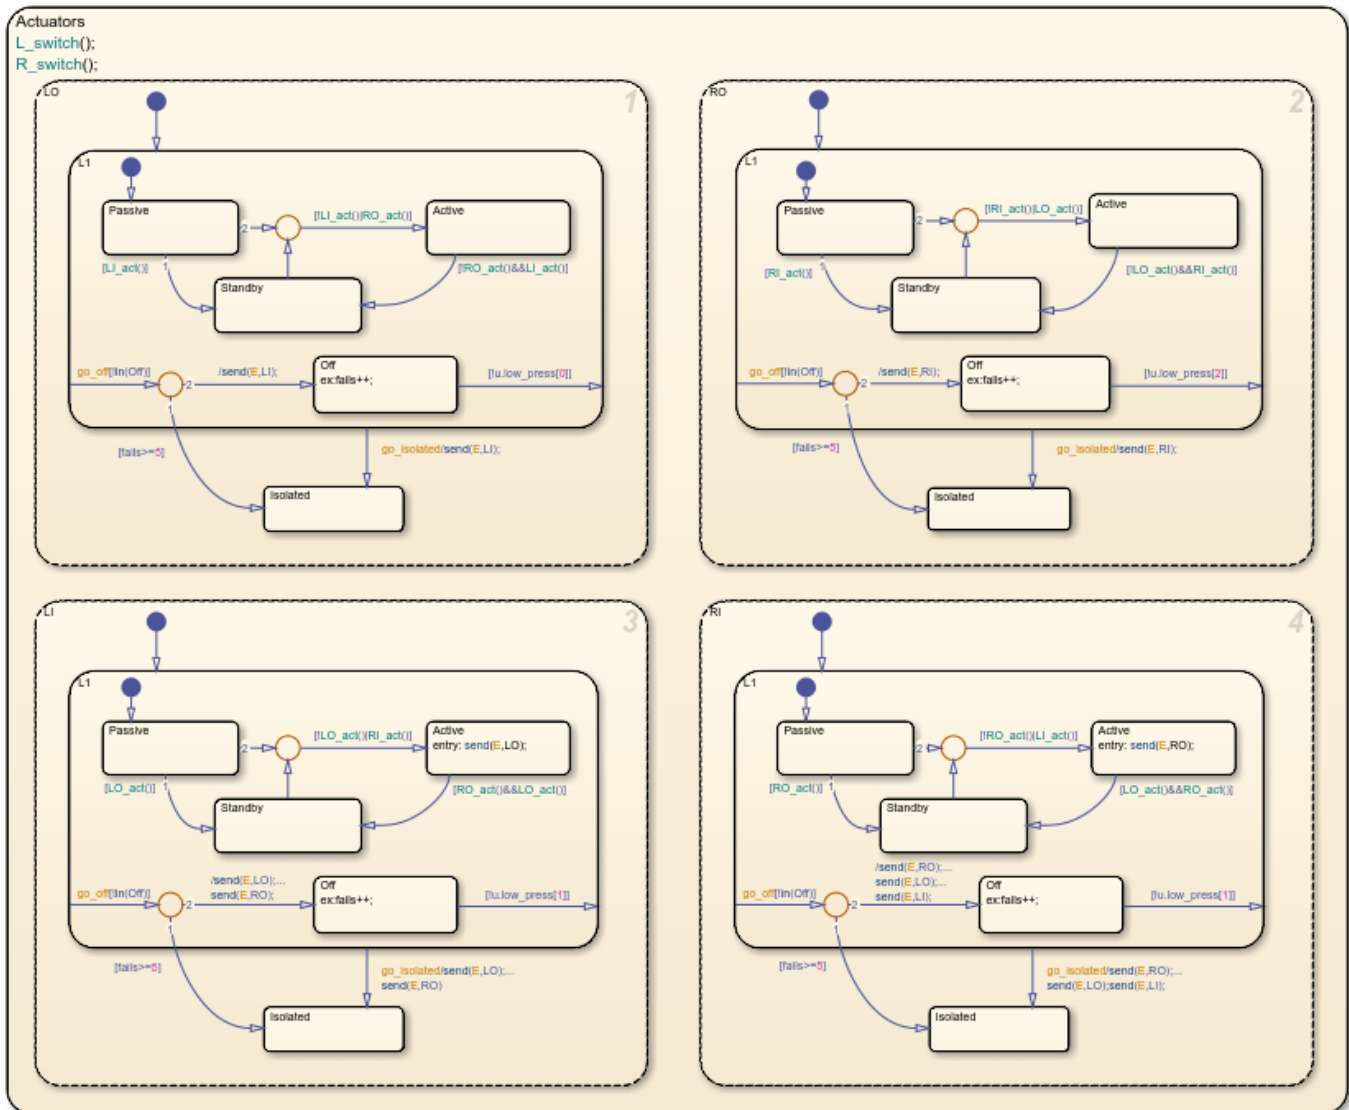 Actuators
L_switch();
R_switch();
LO
1
L1
Passive
2
[!LI_act()|RO_act()]
Active
[LI_act()]
1
[!RO_act()&&LI_act()]
Standby
go_off[!in(Off)]
2
/send(E,LI);
Off
ex:fails++;
[!u.low_press[0]]
1
[fails>=5]
go_isolated/send(E,LI);
Isolated
RO
2
L1
Passive
2
[!RI_act()|LO_act()]
Active
[RI_act()]
1
[!LO_act()&&RI_act()]
Standby
go_off[!in(Off)]
2
/send(E,RI);
Off
ex:fails++;
[!u.low_press[2]]
1
[fails>=5]
go_isolated/send(E,RI);
Isolated
LI
3
L1
Passive
2
[!LO_act()|RI_act()]
Active
entry: send(E,LO);
[LO_act()]
1
[RO_act()&&LO_act()]
Standby
go_off[!in(Off)]
2
/send(E,LO);...
send(E,RO);
Off
ex:fails++;
[!u.low_press[1]]
1
[fails>=5]
go_isolated/send(E,LO);...
send(E,RO)
Isolated
RI
4
L1
Passive
2
[!RO_act()|LI_act()]
Active
entry: send(E,RO);
[RO_act()]
1
[LO_act()&&RO_act()]
Standby
go_off[!in(Off)]
2
/send(E,RO);...
send(E,LO);...
send(E,LI);
Off
ex:fails++;
[!u.low_press[1]]
1
[fails>=5]
go_isolated/send(E,RO);...
send(E,LO);send(E,LI);
Isolated